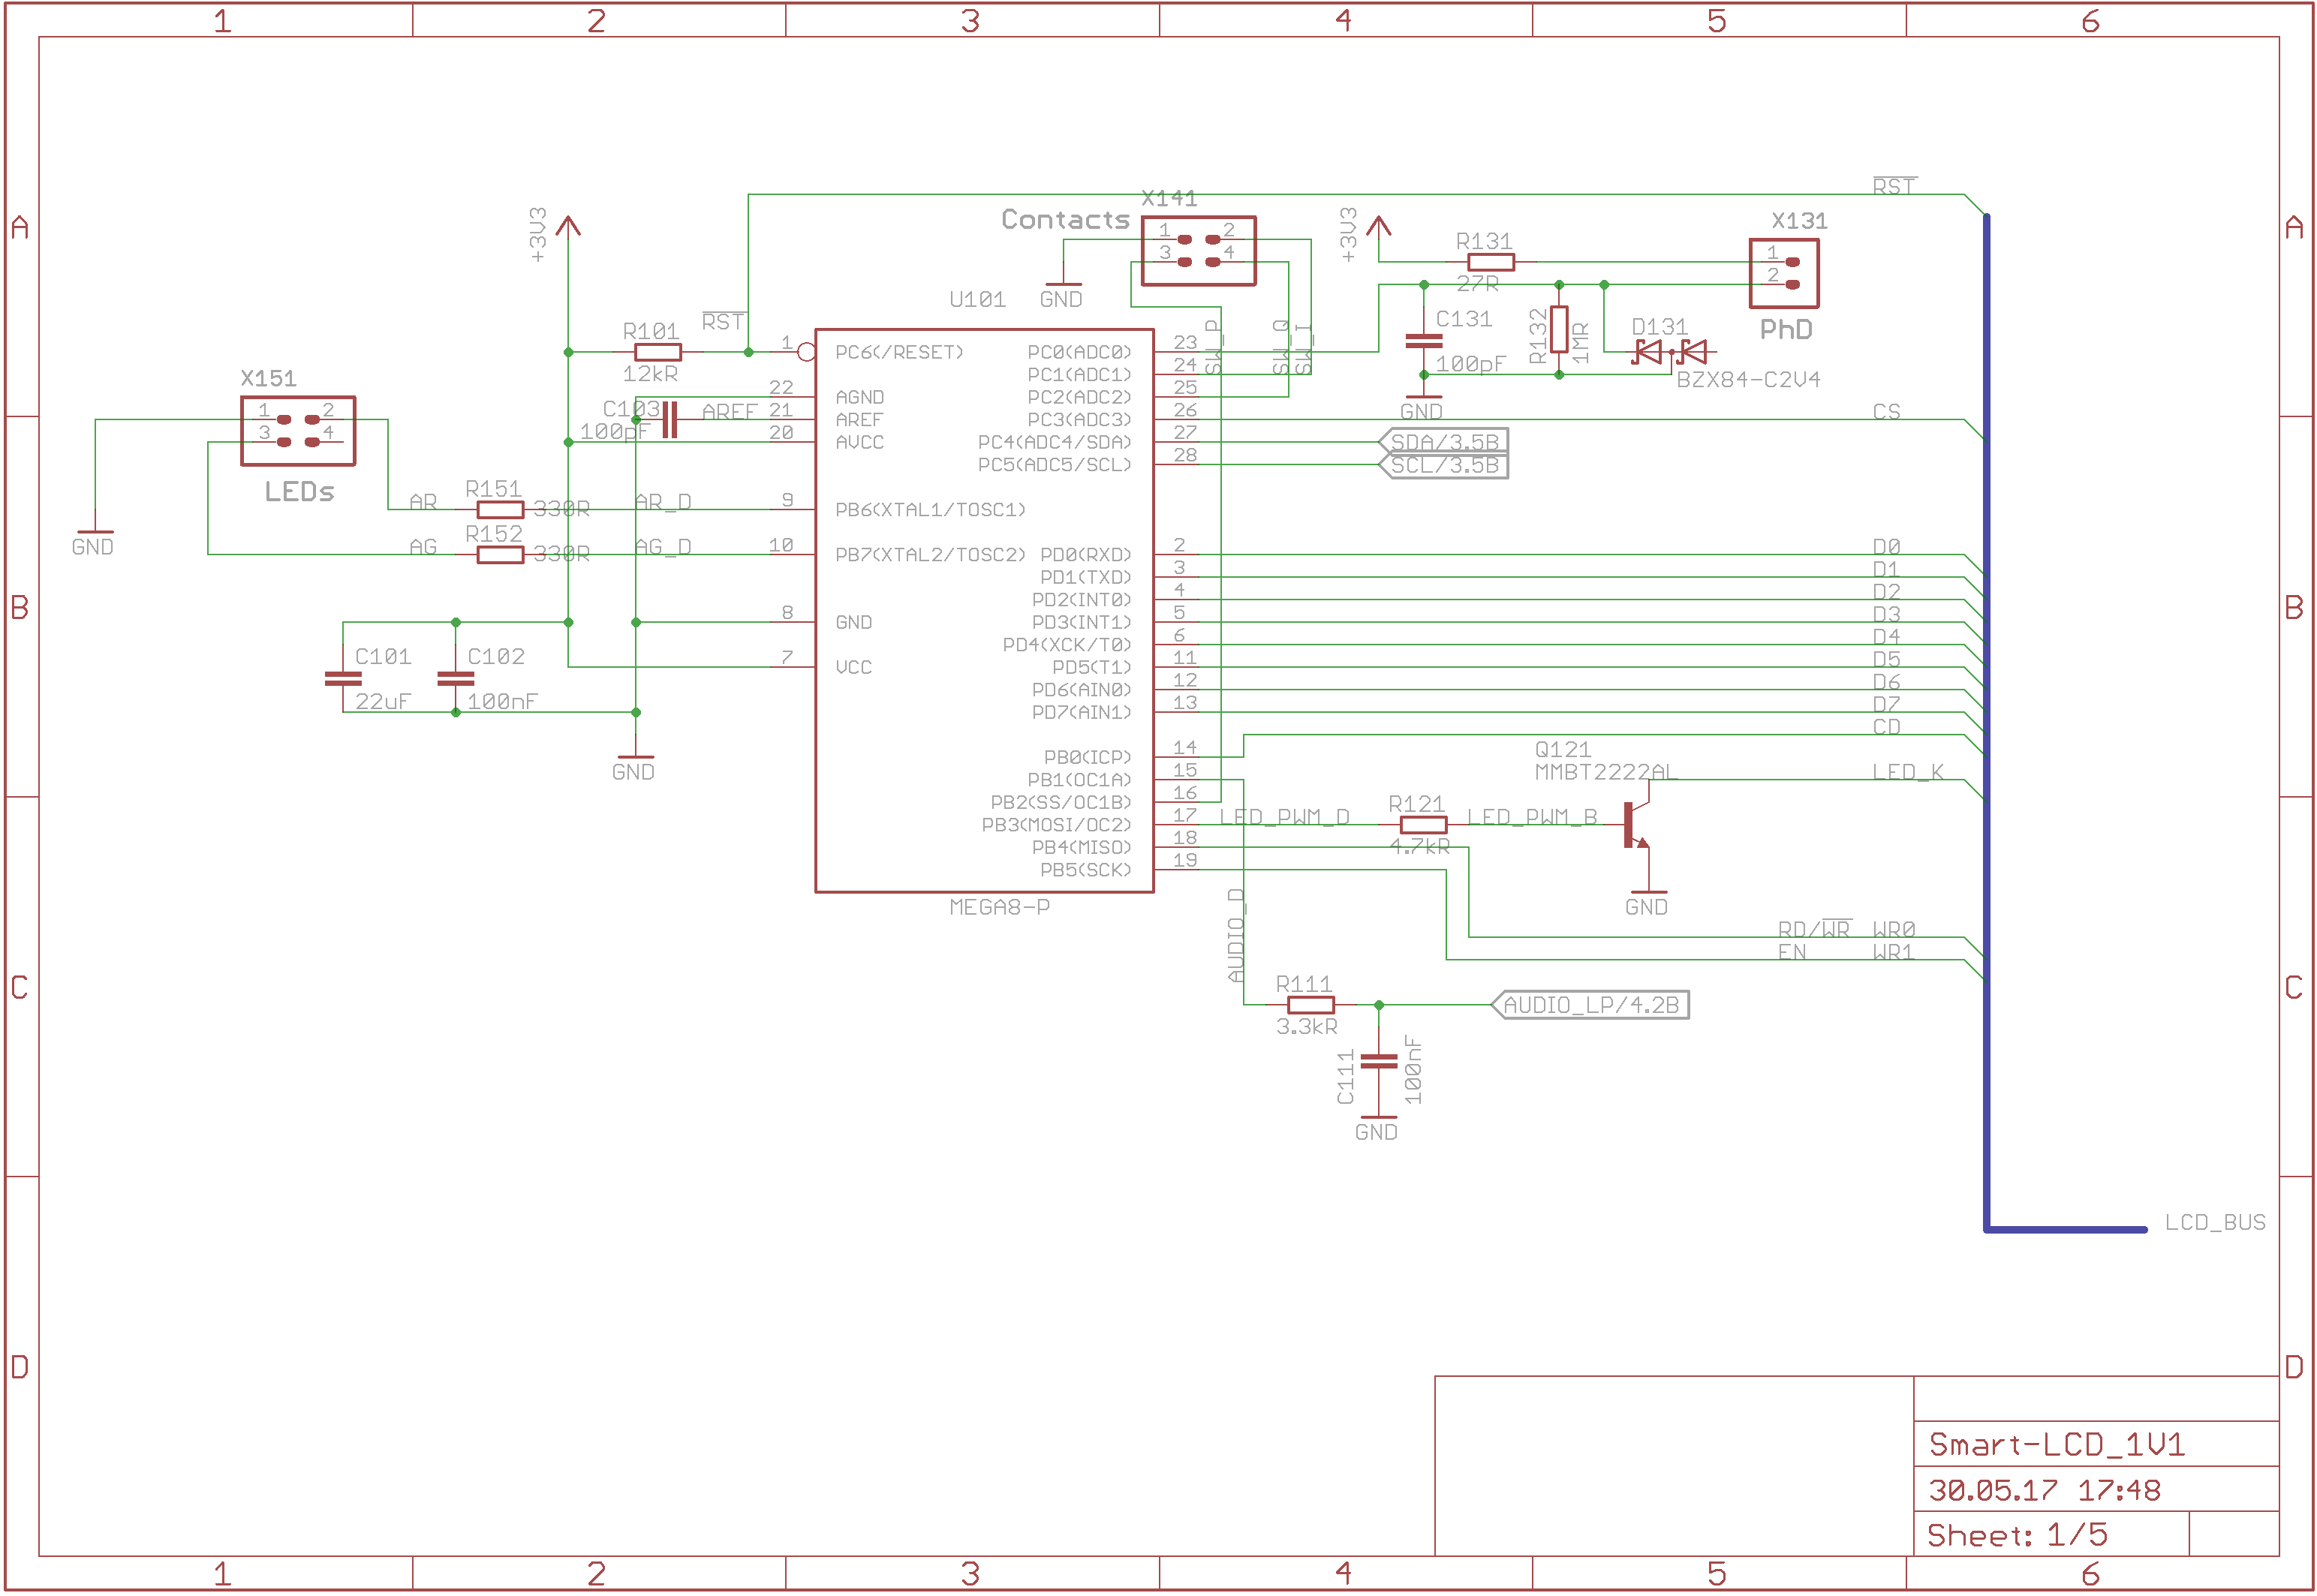 1 2 3 4 5 6
A A
B B
C C
D D
+3V3
RST
R101
12kR
X151
1 2
3 4
LEDs
GND
AR
R151
330R
AR_D
AG
R152
330R
AG_D
C101
22uF
C102
100nF
C103
100pF
AREF
GND
U101
MEGA8-P
1 PC6(/RESET)
22 AGND
21 AREF
20 AVCC
9 PB6(XTAL1/TOSC1)
10 PB7(XTAL2/TOSC2)
8 GND
7 VCC
PC0(ADC0) 23
PC1(ADC1) 24
PC2(ADC2) 25
PC3(ADC3) 26
PC4(ADC4/SDA) 27
PC5(ADC5/SCL) 28
PD0(RXD) 2
PD1(TXD) 3
PD2(INT0) 4
PD3(INT1) 5
PD4(XCK/T0) 6
PD5(T1) 11
PD6(AIN0) 12
PD7(AIN1) 13
PB0(ICP) 14
PB1(OC1A) 15
PB2(SS/OC1B) 16
PB3(MOSI/OC2) 17
PB4(MISO) 18
PB5(SCK) 19
Contacts
X141
1 2
3 4
GND
SW_P
SW_Q
SW_I
+3V3
R131
27R
X131
1
2
PhD
C131
100pF
R132
1MR
D131
BZX84-C2V4
GND
SDA/3.5B
SCL/3.5B
RST
CS
D0
D1
D2
D3
D4
D5
D6
D7
CD
LED_K
Q121
MMBT2222AL
LED_PWM_D
R121
4.7kR
LED_PWM_B
GND
RD/WR WR0
EN WR1
AUDIO_D
R111
3.3kR
AUDIO_LP/4.2B
C111
100nF
GND
LCD_BUS
Smart-LCD_1V1
30.05.17 17:48
Sheet: 1/5
1 2 3 4 5 6